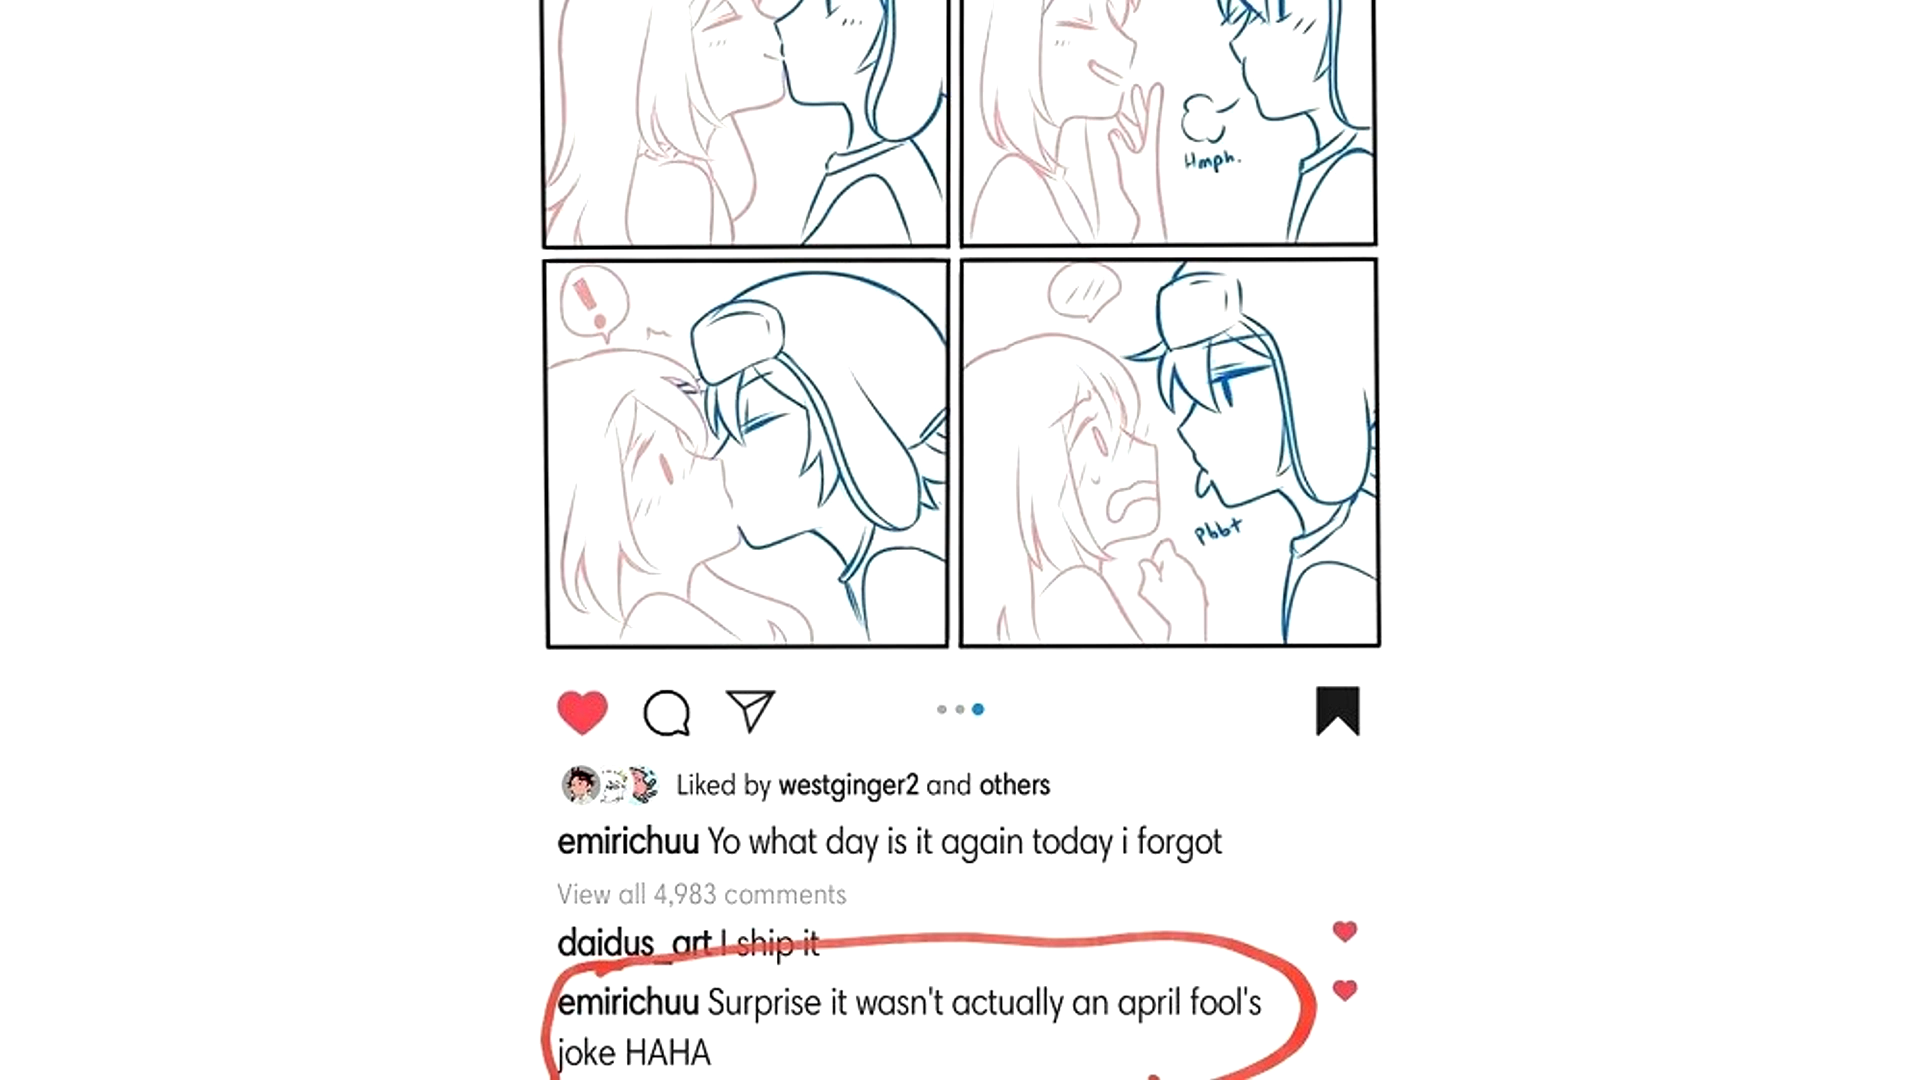 Hmph.
!
pbbt
Liked by westginger2 and others
emirichuu Yo what day is it again today i forgot
View all 4,983 comments
daidus_art I ship it
emirichuu Surprise it wasn't actually an april fool's
joke HAHA